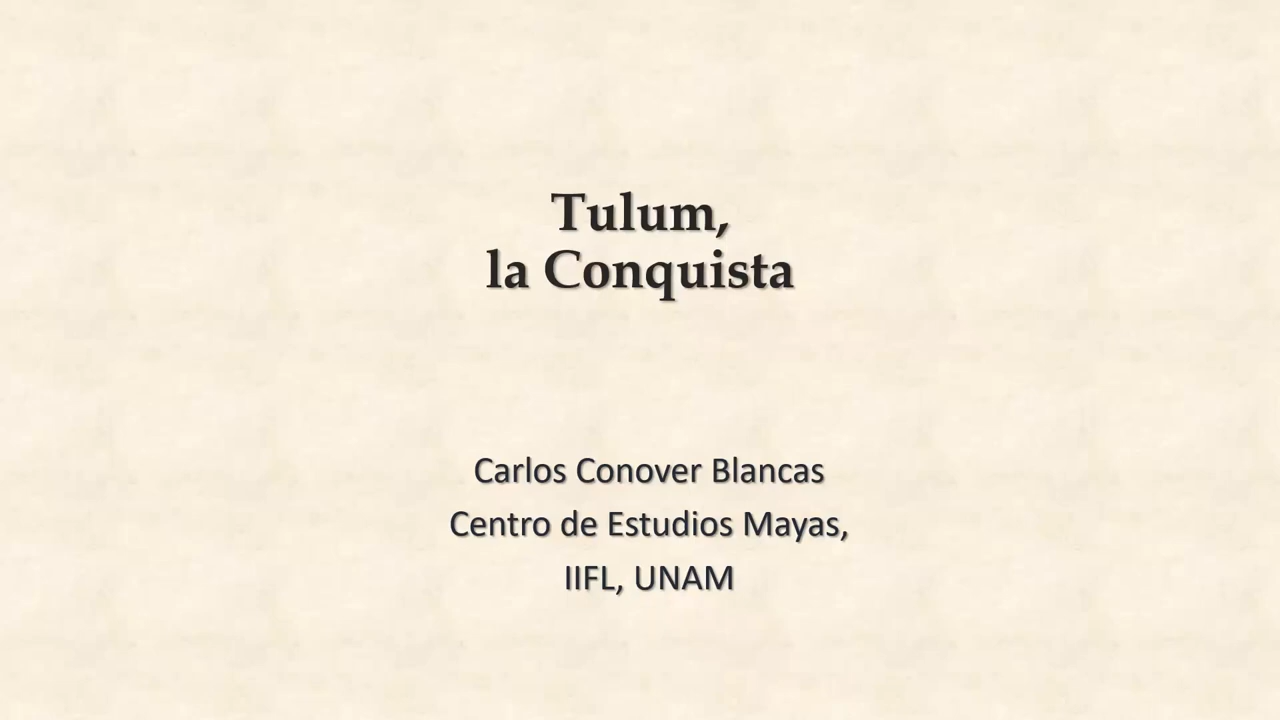 Tulum,
la Conquista
Carlos Conover Blancas
Centro de Estudios Mayas,
IIFL, UNAM